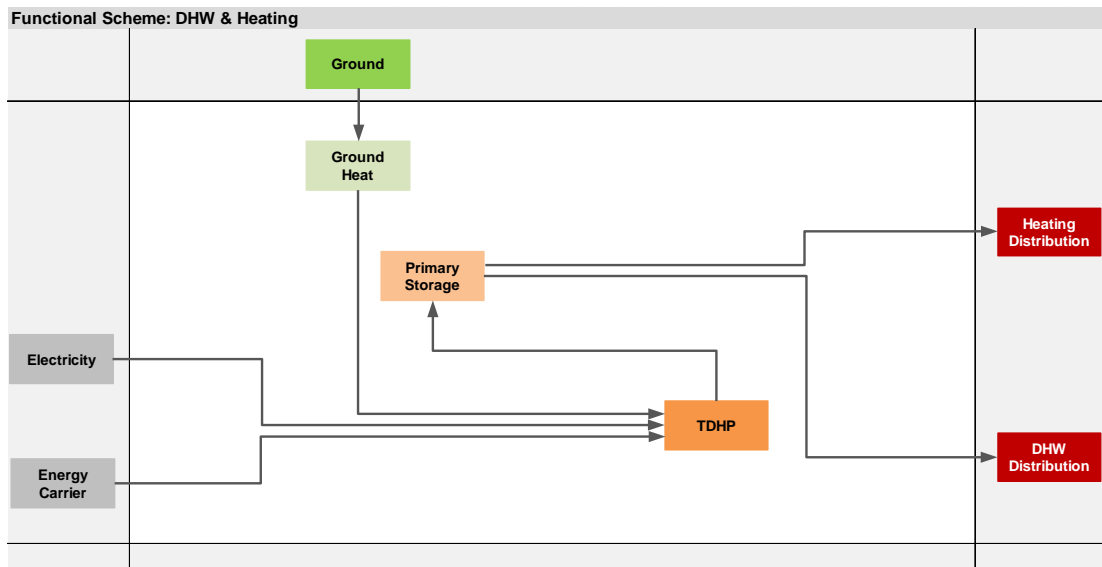 Functional Scheme: DHW & Heating
Ground
Ground
Heat
Heating
Distribution
Primary
Storage
Electricity
TDHP
DHW
Distribution
Energy
Carrier